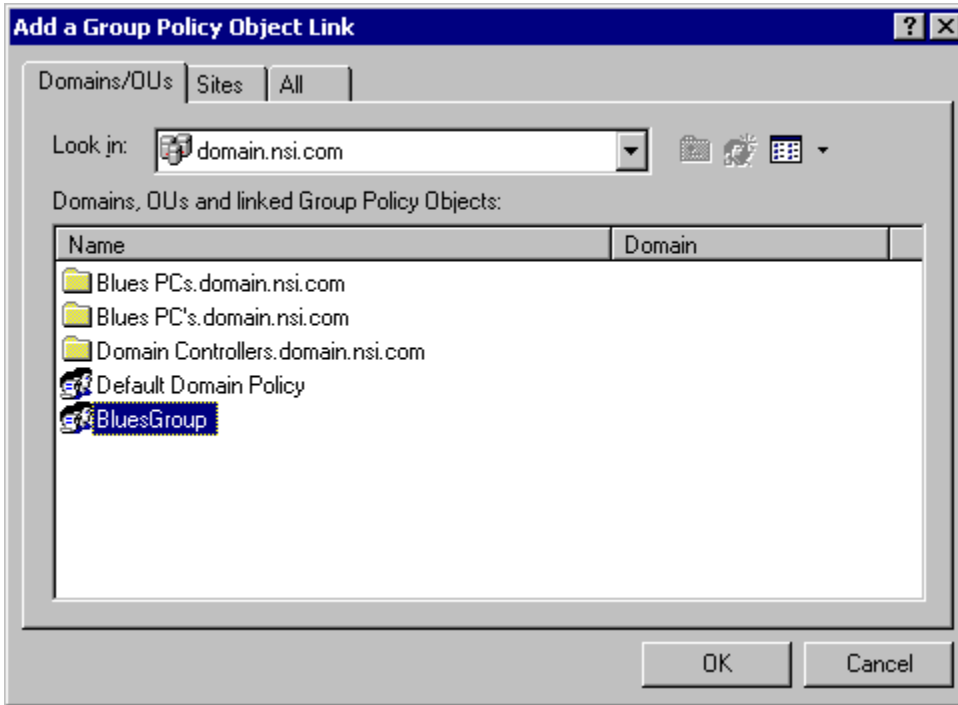 Add a Group Policy Object Link
Domains/OUs Sites All
Look in: domain.nsi.com
Domains, OUs and linked Group Policy Objects:
Name Domain
Blues PCs.domain.nsi.com
Blues PC's.domain.nsi.com
Domain Controllers.domain.nsi.com
Default Domain Policy
BluesGroup
OK Cancel